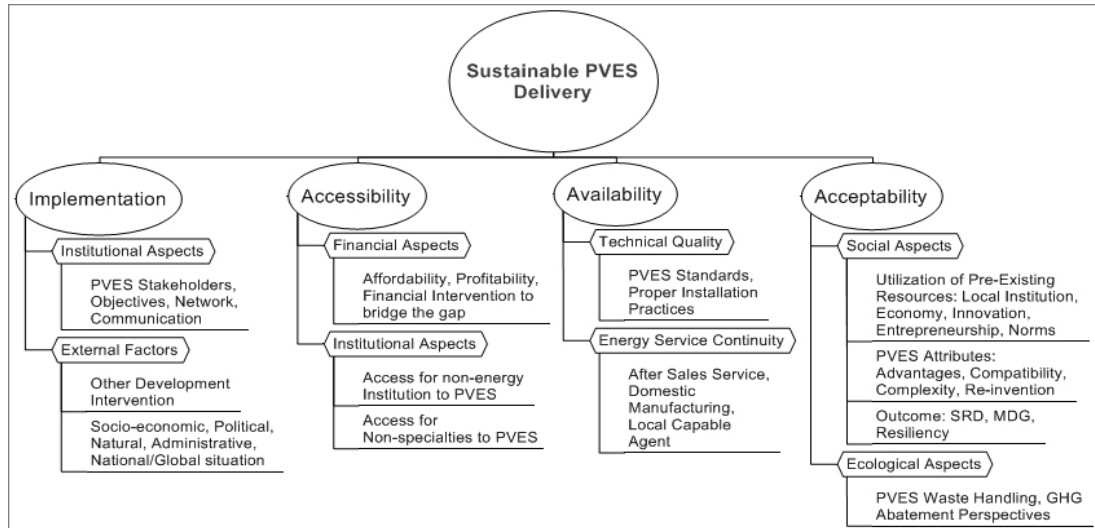 Sustainable PVES
Delivery
Implementation
Institutional Aspects
PVES Stakeholders,
Objectives, Network,
Communication
External Factors
Other Development
Intervention
Socio-economic, Political,
Natural, Administrative,
National/Global situation
Accessibility
Financial Aspects
Affordability, Profitability,
Financial Intervention to
bridge the gap
Institutional Aspects
Access for non-energy
Institution to PVES
Access for
Non-specialties to PVES
Availability
Technical Quality
PVES Standards,
Proper Installation
Practices
Energy Service Continuity
After Sales Service,
Domestic
Manufacturing,
Local Capable
Agent
Acceptability
Social Aspects
Utilization of Pre-Existing
Resources: Local Institution,
Economy, Innovation,
Entrepreneurship, Norms
PVES Attributes:
Advantages, Compatibility,
Complexity, Re-invention
Outcome: SRD, MDG,
Resiliency
Ecological Aspects
PVES Waste Handling, GHG
Abatement Perspectives